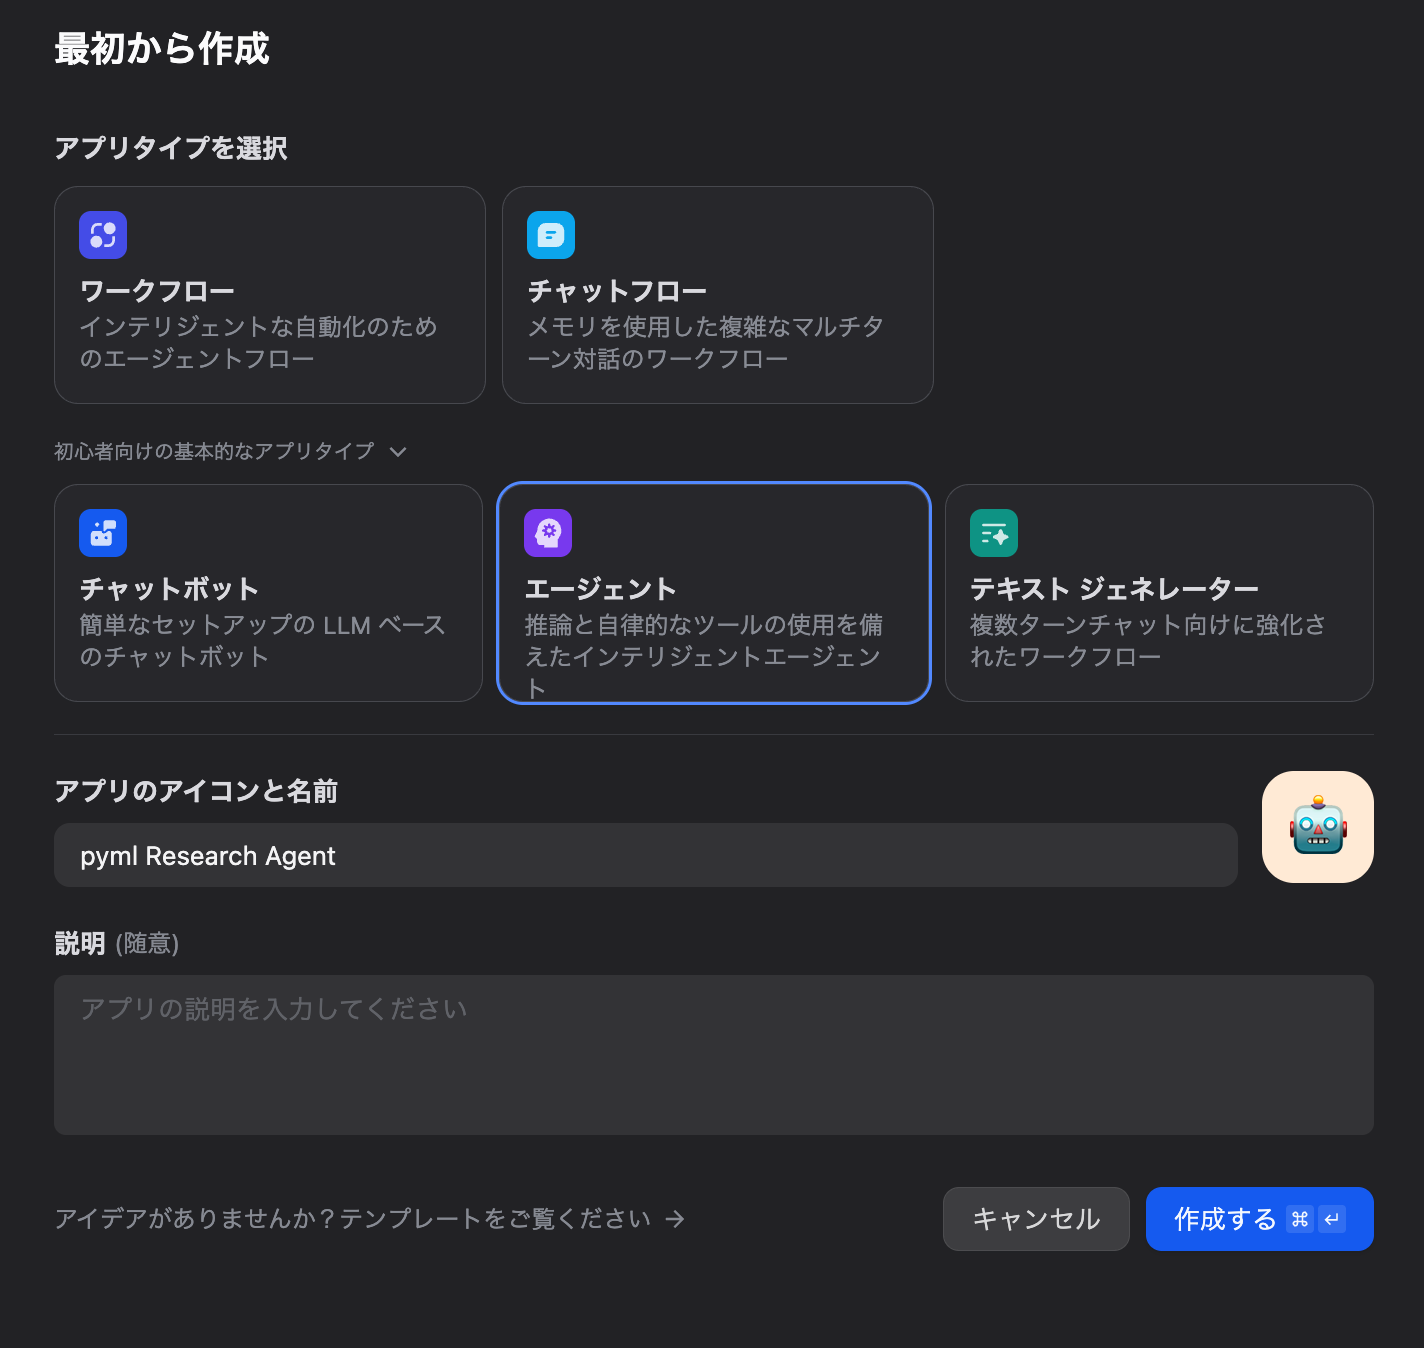 最初から作成
アプリタイプを選択
ワークフロー
インテリジェントな自動化のため
のエージェントフロー
チャットフロー
メモリを使用した複雑なマルチタ
ーン対話のワークフロー
初心者向けの基本的なアプリタイプ
チャットボット
簡単なセットアップの LLM ベース
のチャットボット
エージェント
推論と自律的なツールの使用を備
えたインテリジェントエージェン
ト
テキスト ジェネレーター
複数ターンチャット向けに強化さ
れたワークフロー
アプリのアイコンと名前
pyml Research Agent
説明 (随意)
アプリの説明を入力してください
アイデアがありませんか？テンプレートをご覧ください →
キャンセル
作成する ⌘ ↵